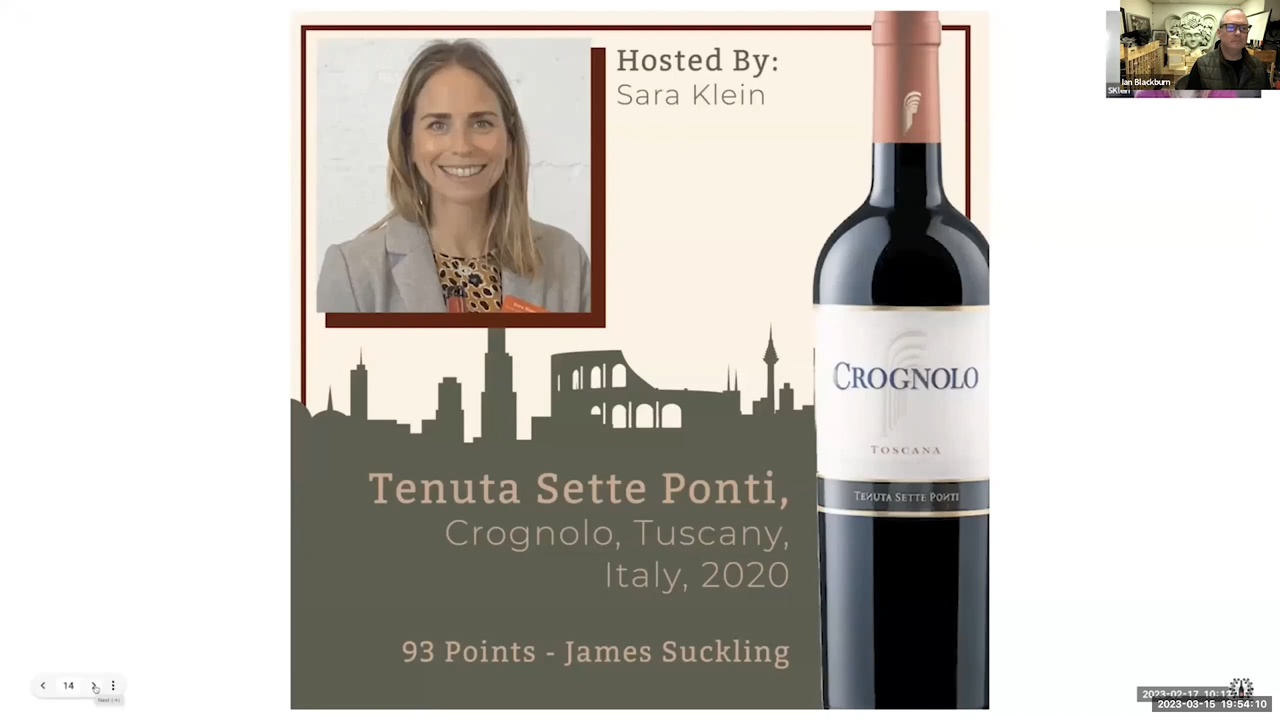 Hosted By:
Sara Klein
CROGNOLO
TOSCANA
TENUTA SETTE PONTI
Tenuta Sette Ponti,
Crognolo, Tuscany,
Italy, 2020
93 Points - James Suckling
Ian Blackburn
SKlein
14
2023-03-15 19:54:10